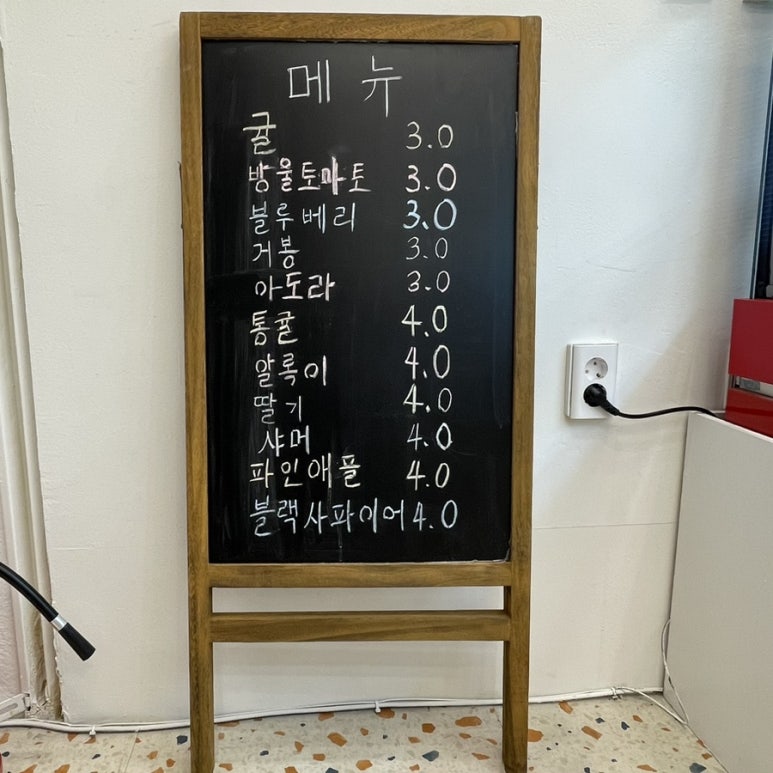 메뉴
귤 3.0
방울토마토 3.0
블루베리 3.0
거봉 3.0
아도라 3.0
통귤 4.0
알록이 4.0
딸기 4.0
샤머 4.0
파인애플 4.0
블랙사파이어 4.0